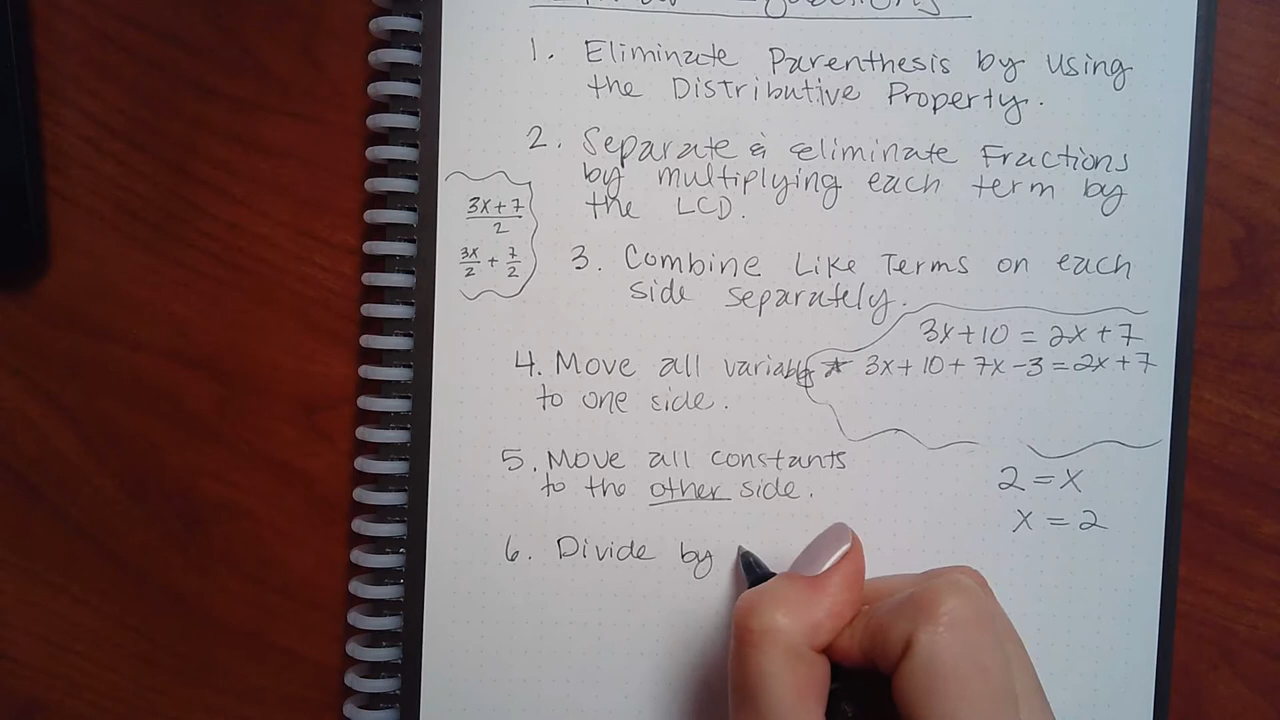 1. Eliminate Parenthesis by using
the Distributive Property.
2. Separate & eliminate Fractions
by multiplying each term by
the LCD.
3x+7
2
3x/2 + 7/2
3. Combine Like Terms on each
side separately.
3x+10 = 2x+7
4. Move all variables * 3x+10+7x-3=2x+7
to one side.
5. Move all constants
to the other side.
2 = x
x = 2
6. Divide by